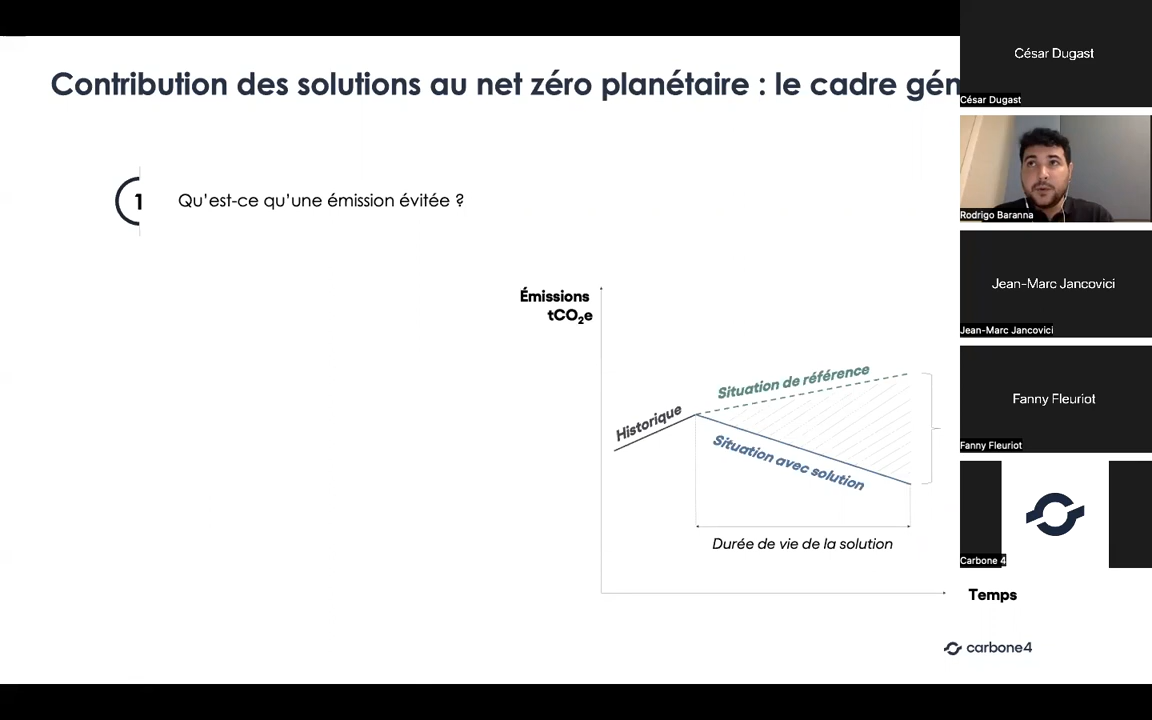 Contribution des solutions au net zéro planétaire : le cadre gén
1
Qu'est-ce qu'une émission évitée ?
Émissions
tCO₂e
Situation de référence
Historique
Situation avec solution
Durée de vie de la solution
Temps
carbone4
César Dugast
César Dugast
Rodrigo Baranna
Jean-Marc Jancovici
Jean-Marc Jancovici
Fanny Fleuriot
Fanny Fleuriot
Carbone 4